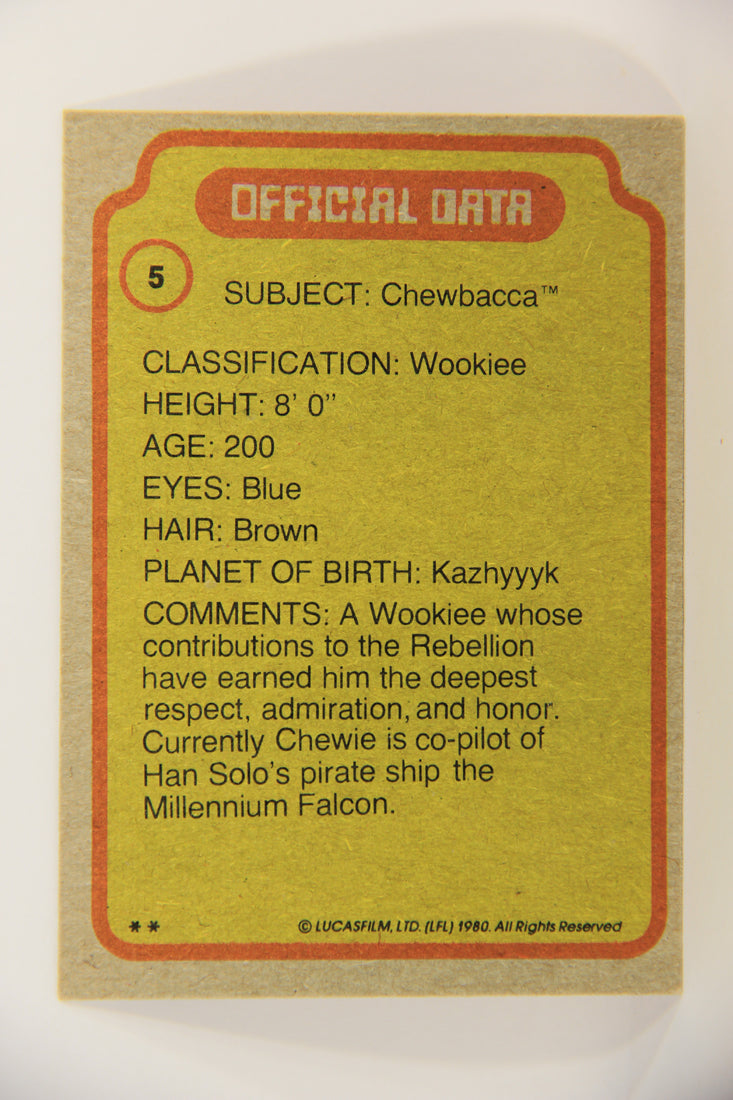 OFFICIAL DATA
5
SUBJECT: Chewbacca™
CLASSIFICATION: Wookiee
HEIGHT: 8' 0"
AGE: 200
EYES: Blue
HAIR: Brown
PLANET OF BIRTH: Kazhyyyk
COMMENTS: A Wookiee whose
contributions to the Rebellion
have earned him the deepest
respect, admiration, and honor.
Currently Chewie is co-pilot of
Han Solo's pirate ship the
Millennium Falcon.
** © LUCASFILM, LTD. (LFL) 1980. All Rights Reserved